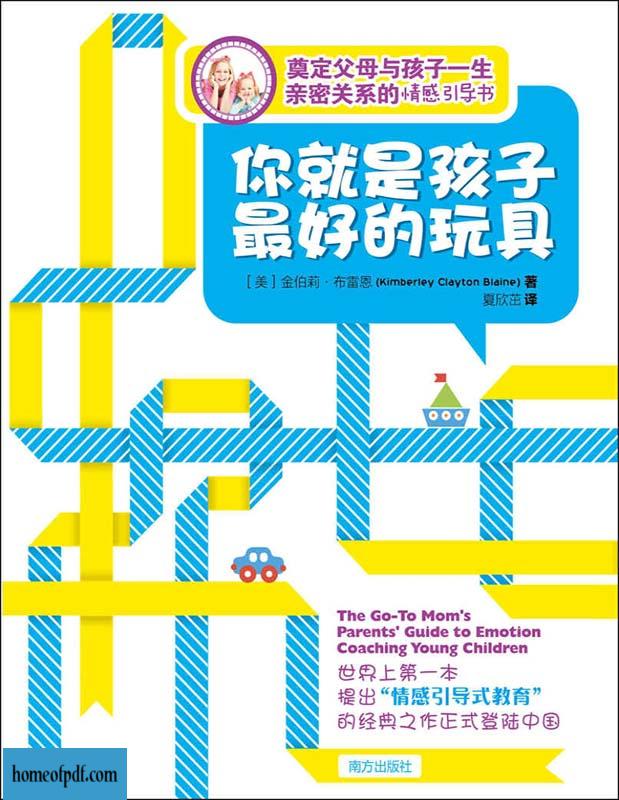 奠定父母与孩子一生
亲密关系的情感引导书
你就是孩子
最好的玩具
[美] 金伯莉·布雷恩 (Kimberley Clayton Blaine) 著
夏欣茁 译
The Go-To Mom's
Parents' Guide to Emotion
Coaching Young Children
世界上第一本
提出“情感引导式教育”
的经典之作正式登陆中国
南方出版社
homeofpdf.com